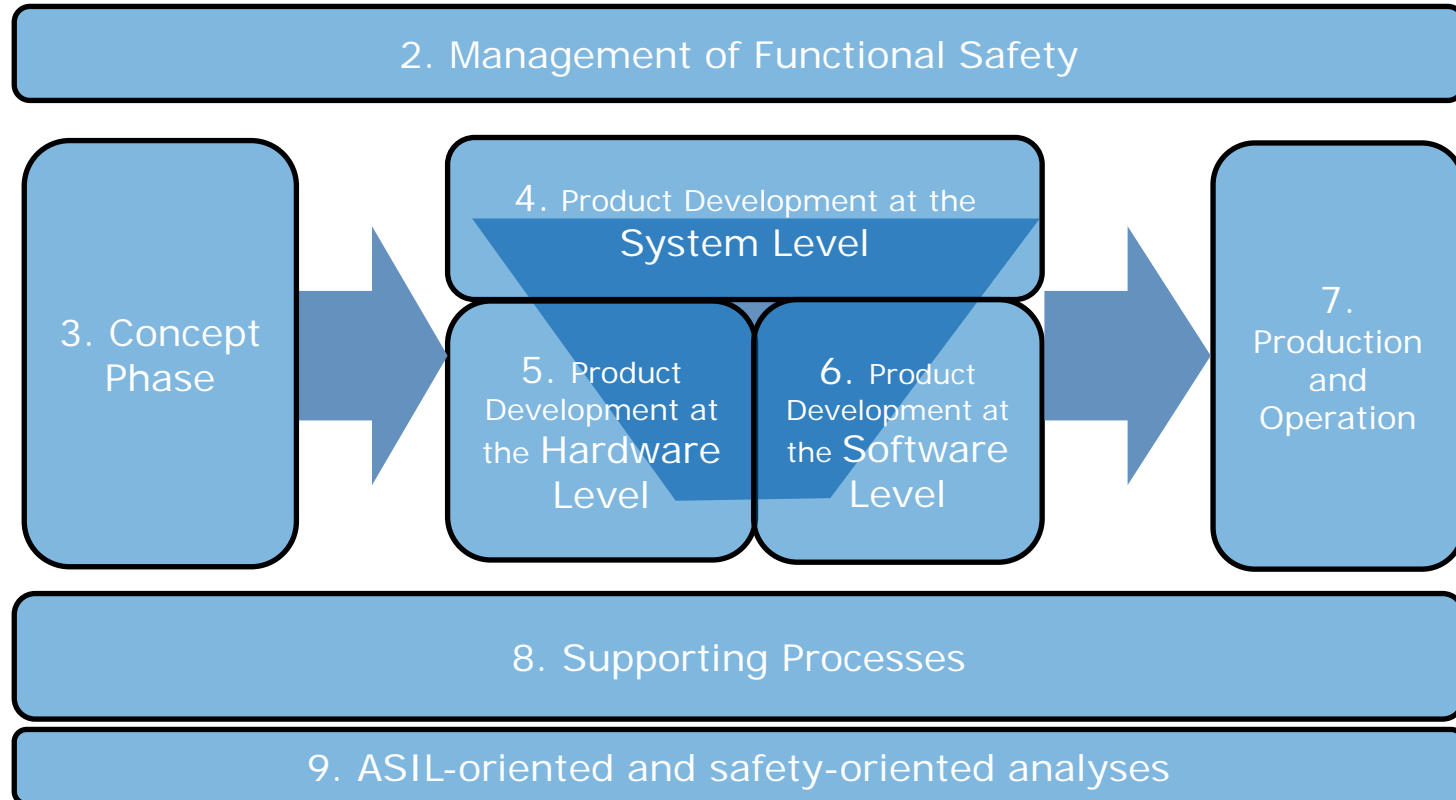 2. Management of Functional Safety
3. Concept
Phase
4. Product Development at the
System Level
5. Product
Development at
the Hardware
Level
6. Product
Development at
the Software
Level
7.
Production
and
Operation
8. Supporting Processes
9. ASIL-oriented and safety-oriented analyses